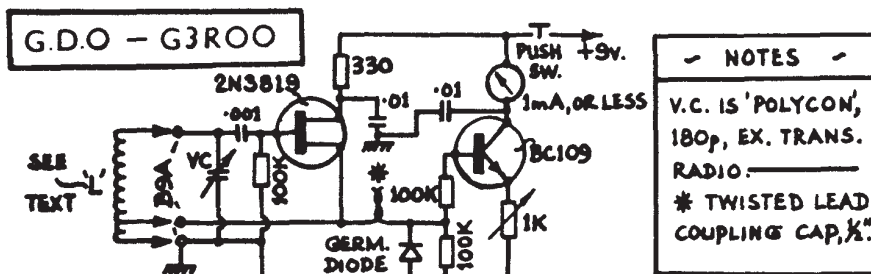 G.D.O – G3ROO
2N3819
330
PUSH
SW.
+9v.
.001
.01
.01
1mA, OR LESS
SEE
TEXT
'L'
B9A
VC
100K
*
100K
BC109
1K
GERM.
DIODE
100K
~ NOTES ~
V.C. IS 'POLYCON',
180p, EX. TRANS.
RADIO.
* TWISTED LEAD
COUPLING CAP, ½".